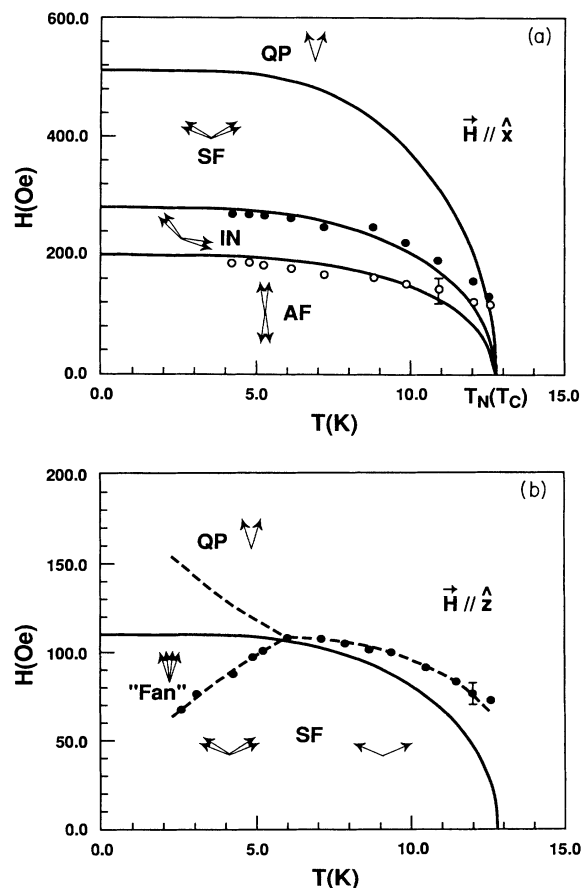 (a)
QP
H // x̂
SF
IN
AF
H(Oe)
600.0
400.0
200.0
0.0
0.0 5.0 10.0 T_N(T_C) 15.0
T(K)
(b)
QP
H // ẑ
"Fan"
SF
H(Oe)
200.0
150.0
100.0
50.0
0.0
0.0 5.0 10.0 15.0
T(K)